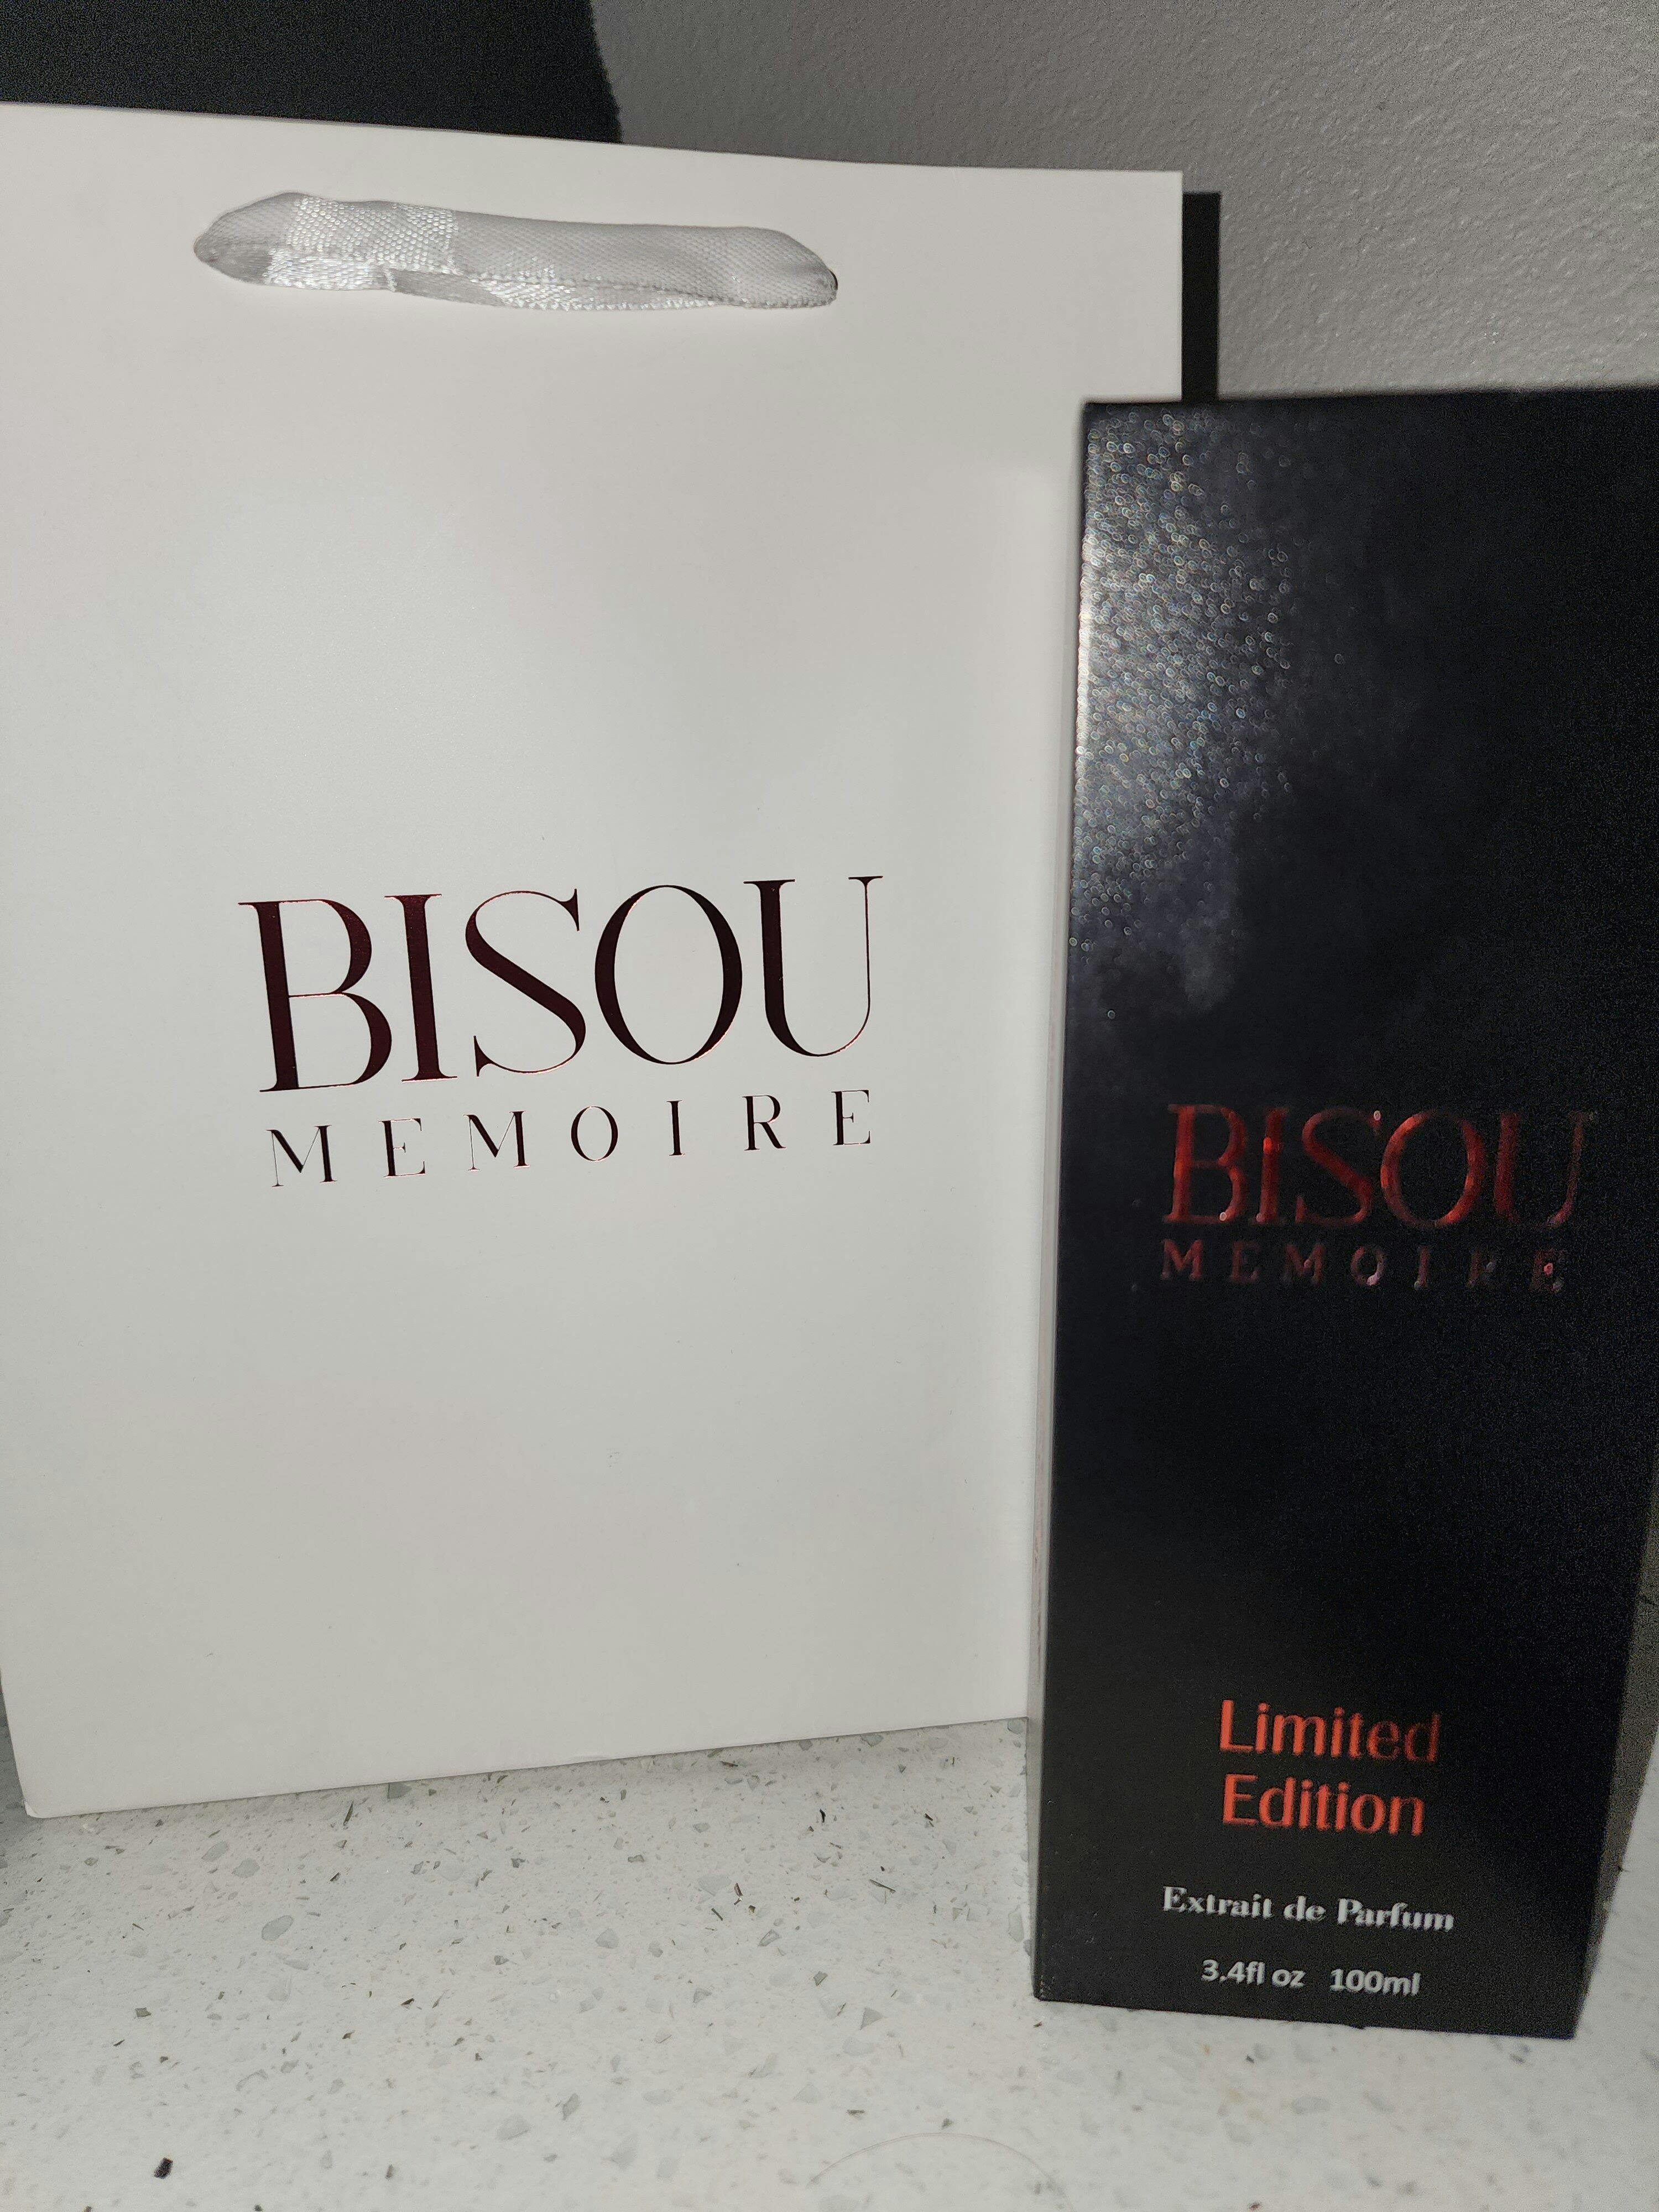 BISOU
MEMOIRE
BISOU
MEMOIRE
Limited
Edition
Extrait de Parfum
3.4fl oz 100ml